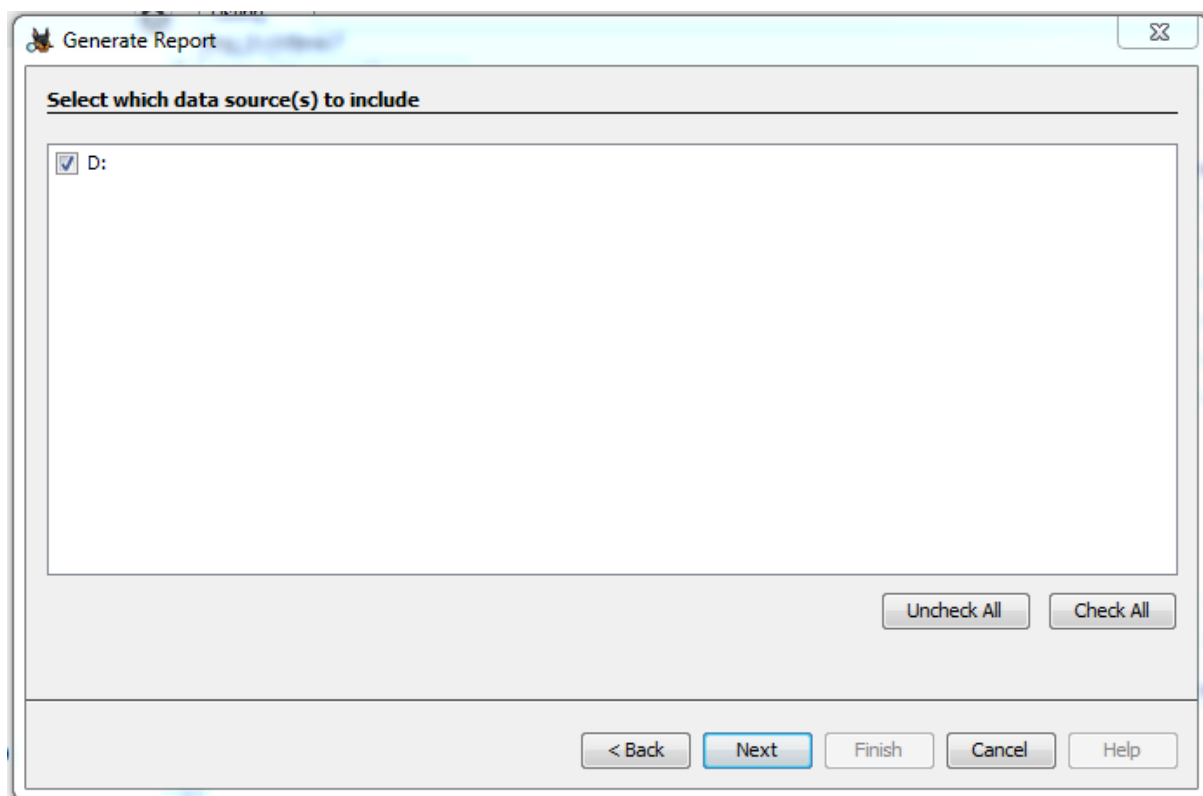 Generate Report
Select which data source(s) to include
D:
Uncheck All Check All
< Back Next Finish Cancel Help